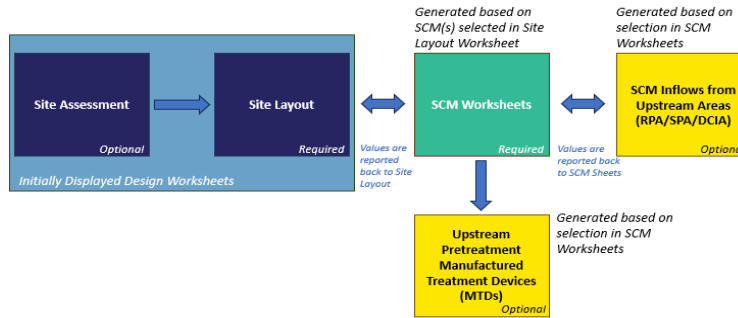 Generated based on
SCM(s) selected in Site
Layout Worksheet
Generated based on
selection in SCM
Worksheets
Site Assessment
Optional
Site Layout
Required
Initially Displayed Design Worksheets
Values are
reported
back to Site
Layout
SCM Worksheets
Required
Values are
reported back
to SCM Sheets
SCM Inflows from
Upstream Areas
(RPA/SPA/DCIA)
Optional
Upstream
Pretreatment
Manufactured
Treatment Devices
(MTDs)
Optional
Generated based on
selection in SCM
Worksheets